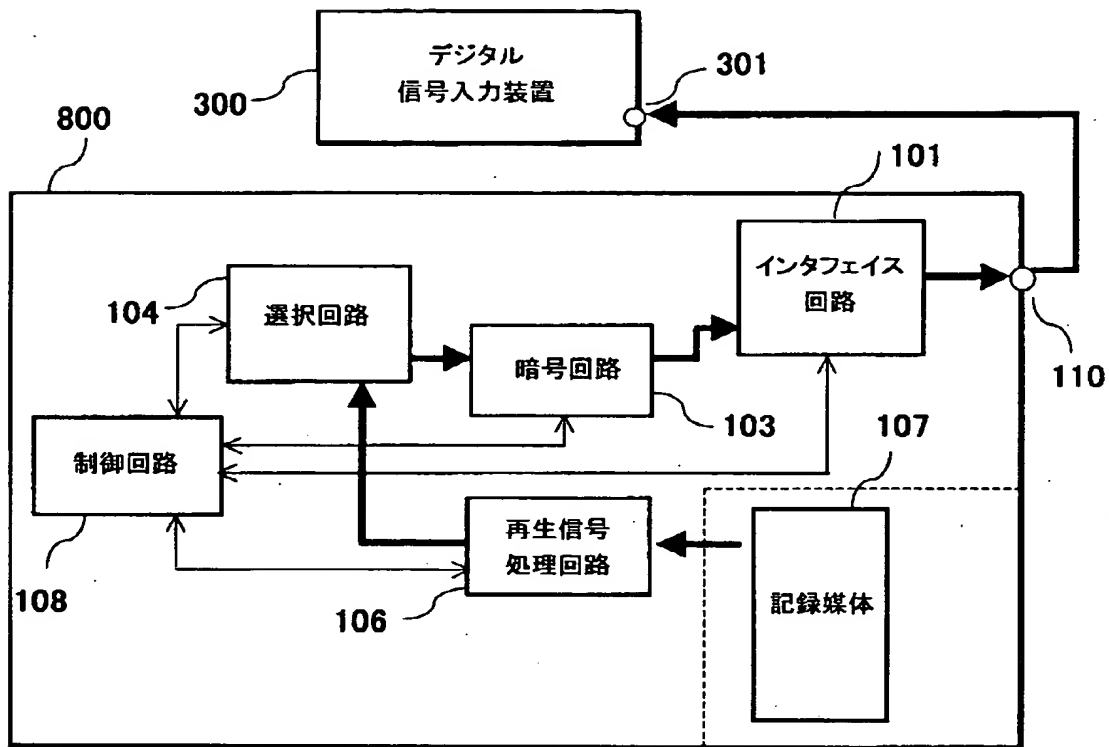 デジタル
信号入力装置
300
301
800
101
インタフェイス
回路
104
選択回路
暗号回路
110
103
107
制御回路
再生信号
処理回路
108
106
記録媒体